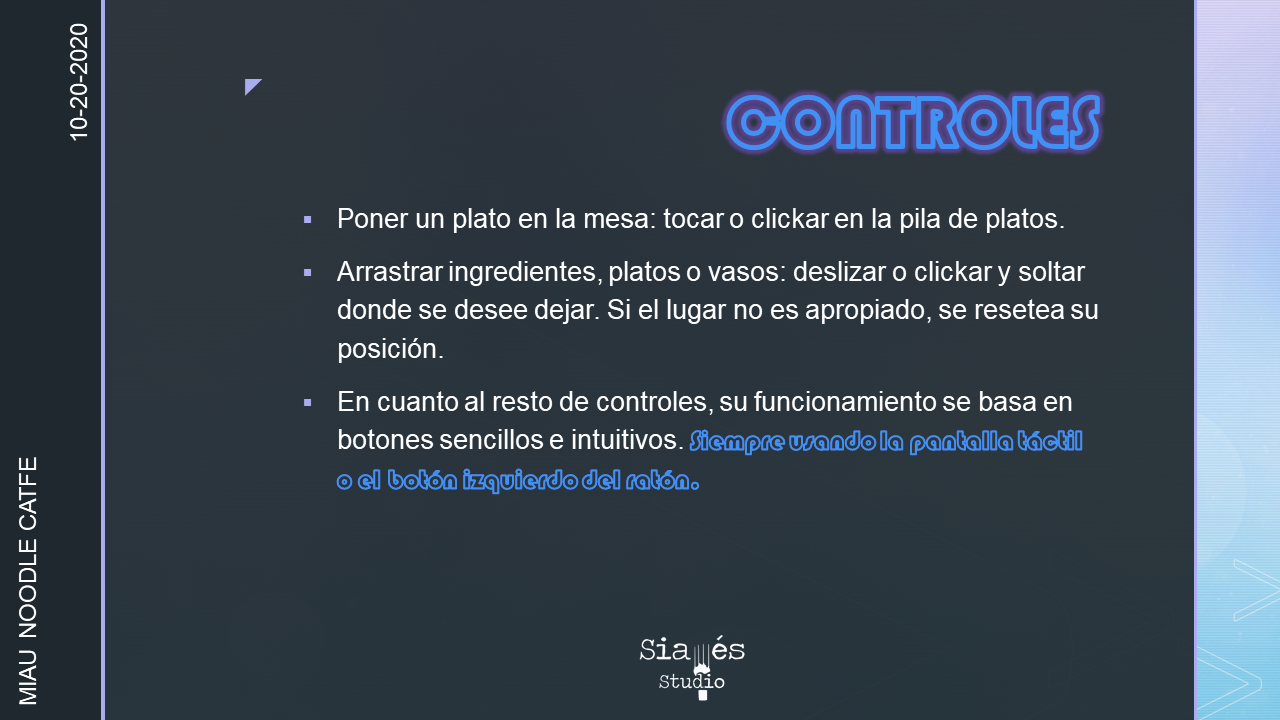 10-20-2020
MIAU NOODLE CATFE
CONTROLES
▪ Poner un plato en la mesa: tocar o clickar en la pila de platos.
▪ Arrastrar ingredientes, platos o vasos: deslizar o clickar y soltar
donde se desee dejar. Si el lugar no es apropiado, se resetea su
posición.
▪ En cuanto al resto de controles, su funcionamiento se basa en
botones sencillos e intuitivos. Siempre usando la pantalla táctil
o el botón izquierdo del ratón.
Siamés
Studio